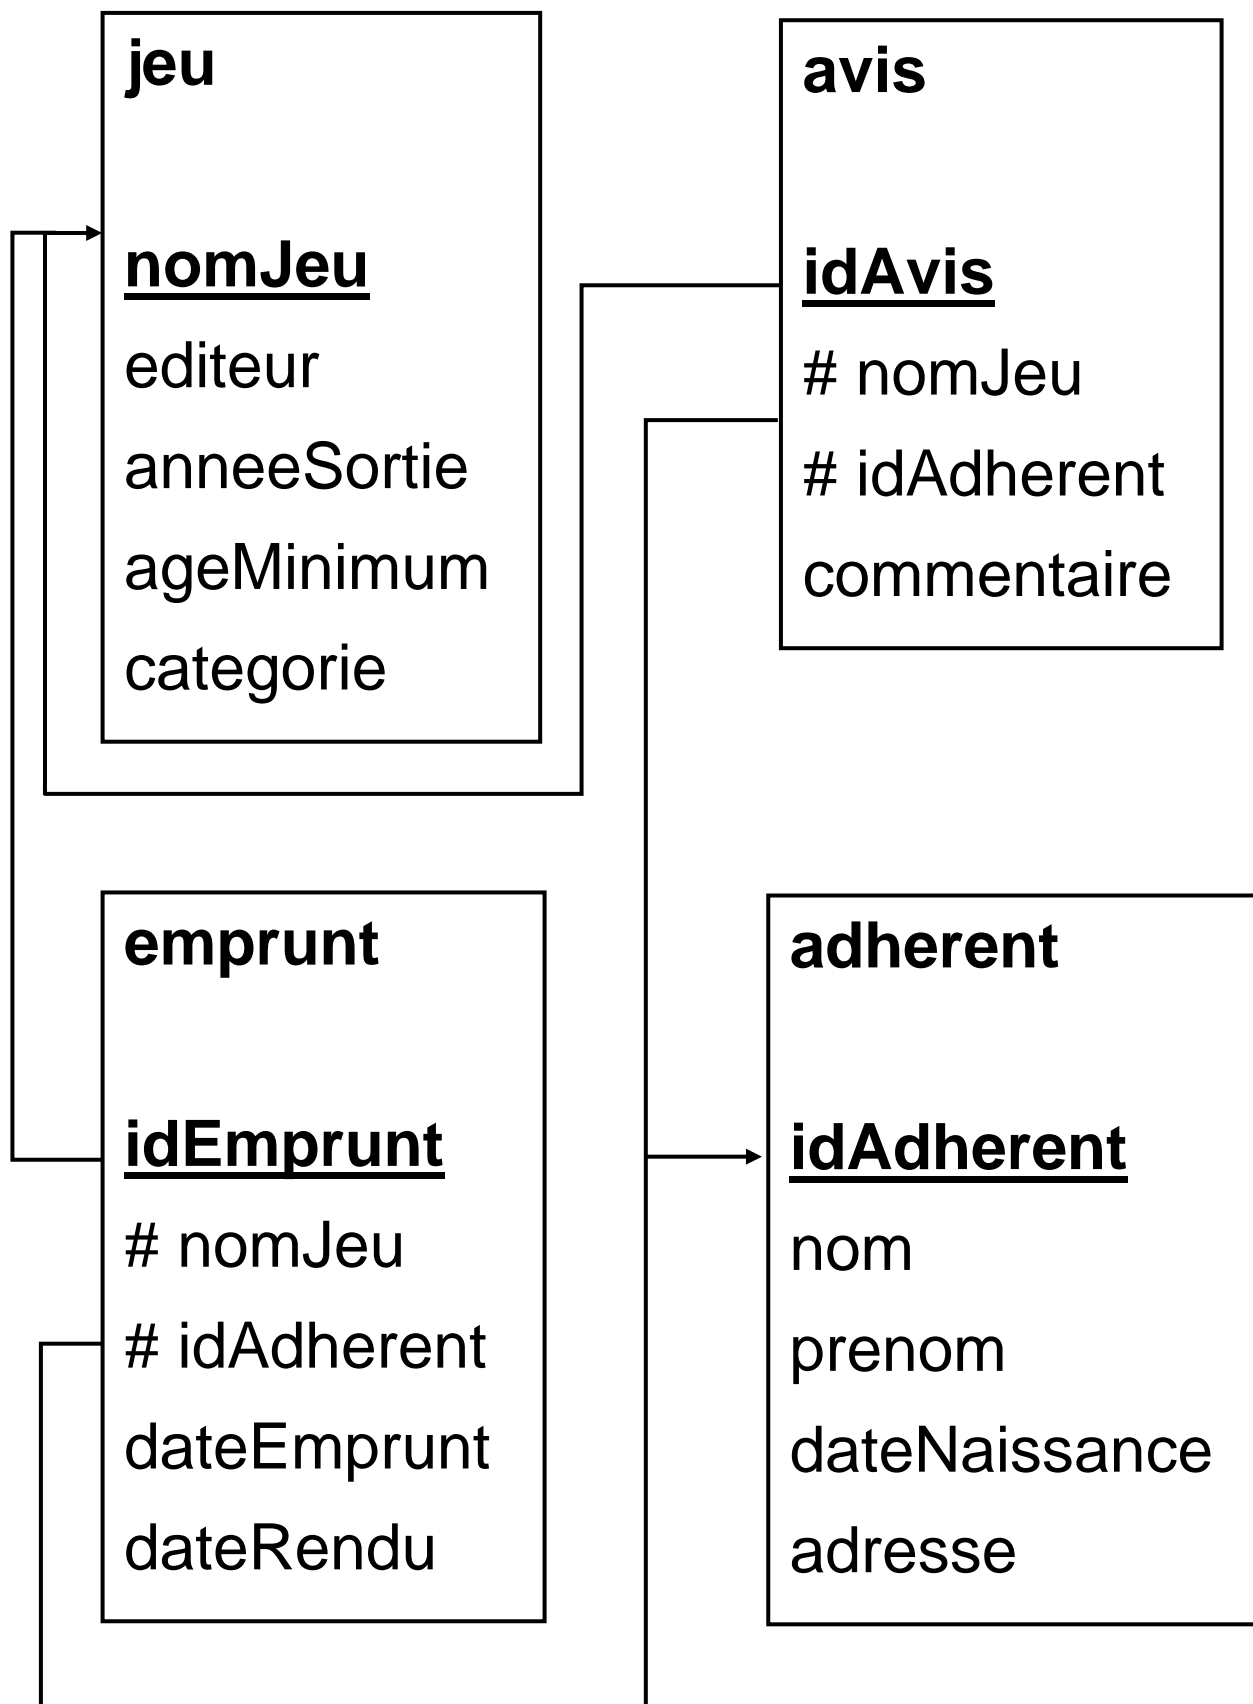 jeu
nomJeu
editeur
anneeSortie
ageMinimum
categorie
avis
idAvis
# nomJeu
# idAdherent
commentaire
emprunt
idEmprunt
# nomJeu
# idAdherent
dateEmprunt
dateRendu
adherent
idAdherent
nom
prenom
dateNaissance
adresse